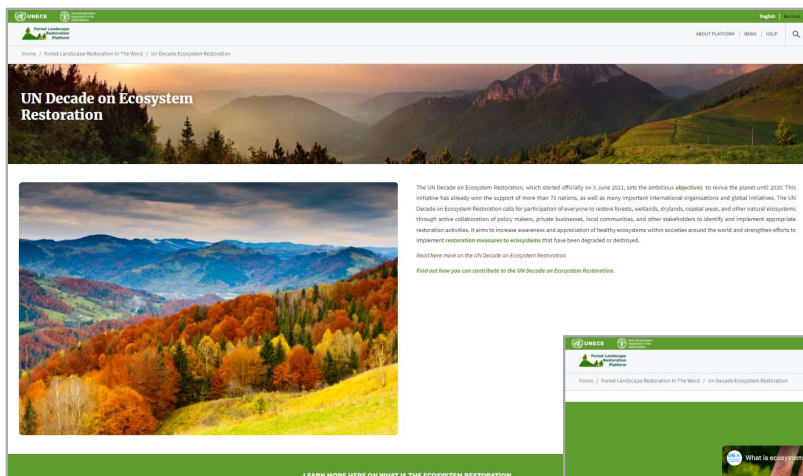 UNECE
English | Russian
Forest Landscape
Restoration
Platform
ABOUT PLATFORM | NEWS | HELP
Home / Forest Landscape Restoration In The Word / Un Decade Ecosystem Restoration
UN Decade on Ecosystem
Restoration
The UN Decade on Ecosystem Restoration, which started officially on 5 June 2021, sets the ambitious objectives to revive the planet until 2030. This
initiative has already won the support of more than 70 nations, as well as many important international organisations and global initiatives. The UN
Decade on Ecosystem Restoration calls for participation of everyone to restore forests, wetlands, drylands, coastal areas, and other natural ecosystems
through active collaboration of policy makers, private businesses, local communities, and other stakeholders to identify and implement appropriate
restoration activities. It aims to increase awareness and appreciation of healthy ecosystems within societies around the world and strengthen efforts to
implement restoration measures to ecosystems that have been degraded or destroyed.
Read here more on the UN Decade on Ecosystem Restoration.
Find out how you can contribute to the UN Decade on Ecosystem Restoration.
LEARN MORE HERE ON WHAT IS THE ECOSYSTEM RESTORATION
UNECE
Forest Landscape
Restoration
Platform
Home / Forest Landscape Restoration In The Word / Un Decade Ecosystem Restoration
What is ecosystem